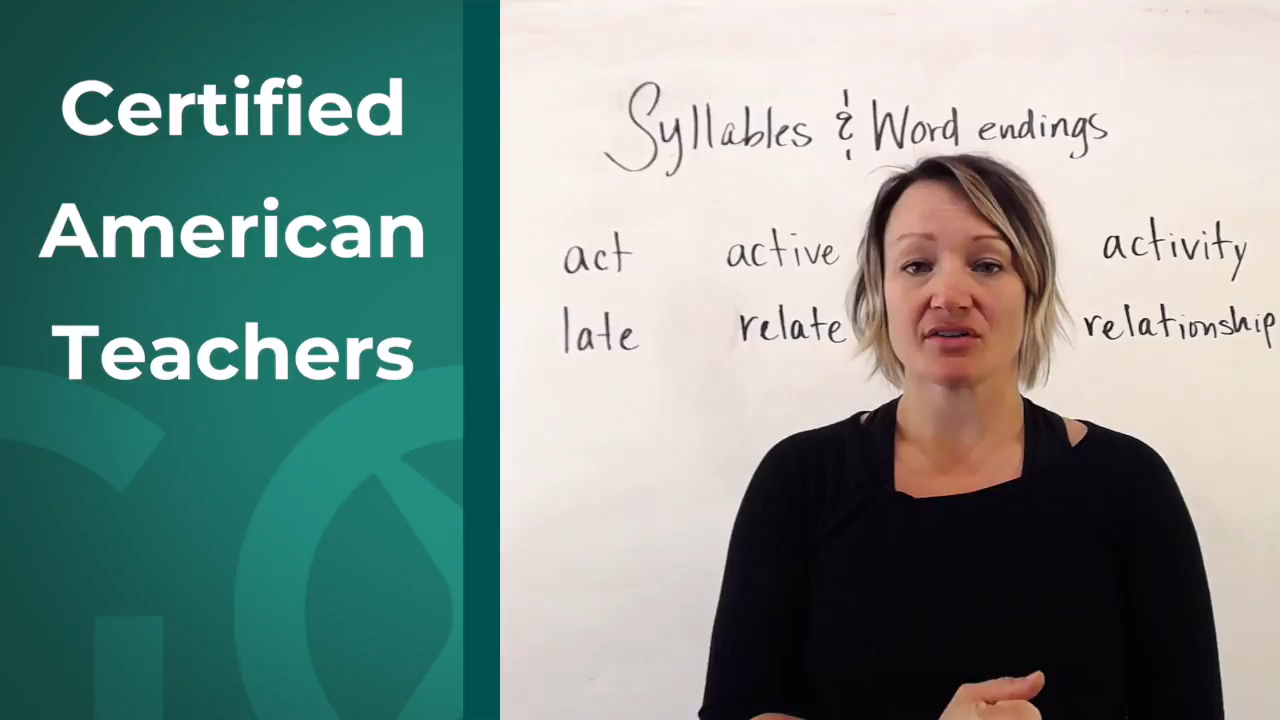 Certified
American
Teachers
Syllables & Word endings
act active activity
late relate relationship